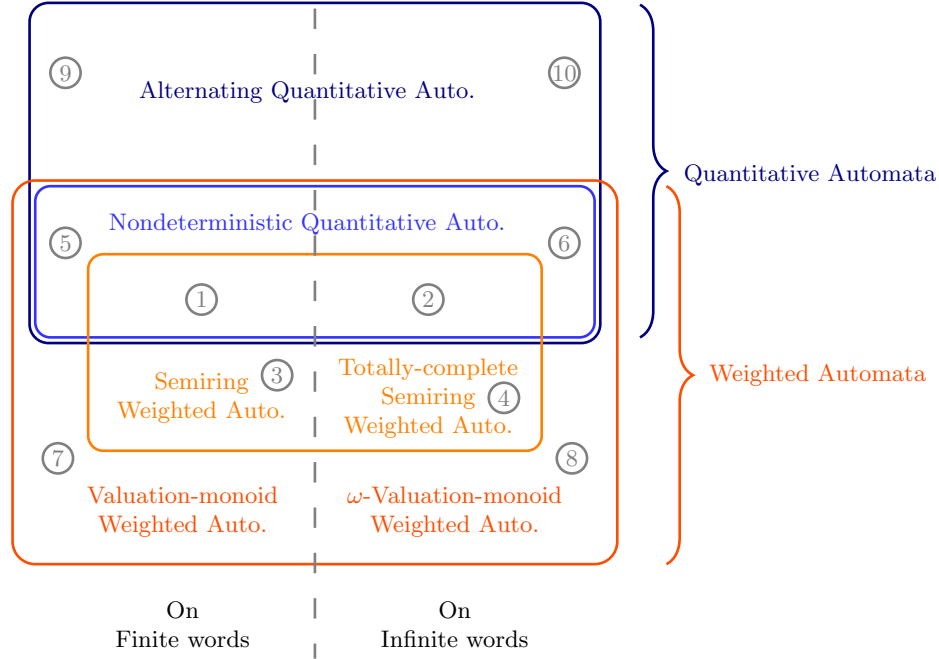 9
10
Alternating Quantitative Auto.
Quantitative Automata
Nondeterministic Quantitative Auto.
5
6
1
2
3
Semiring
Weighted Auto.
Totally-complete
Semiring
Weighted Auto.
4
Weighted Automata
7
8
Valuation-monoid
Weighted Auto.
ω-Valuation-monoid
Weighted Auto.
On
Finite words
On
Infinite words